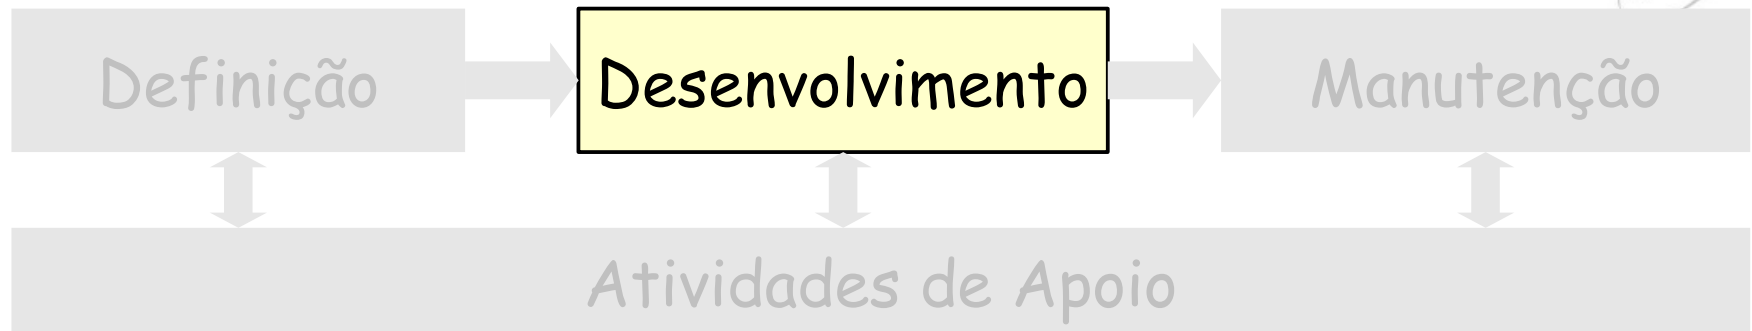 Definição
Desenvolvimento
Manutenção
Atividades de Apoio